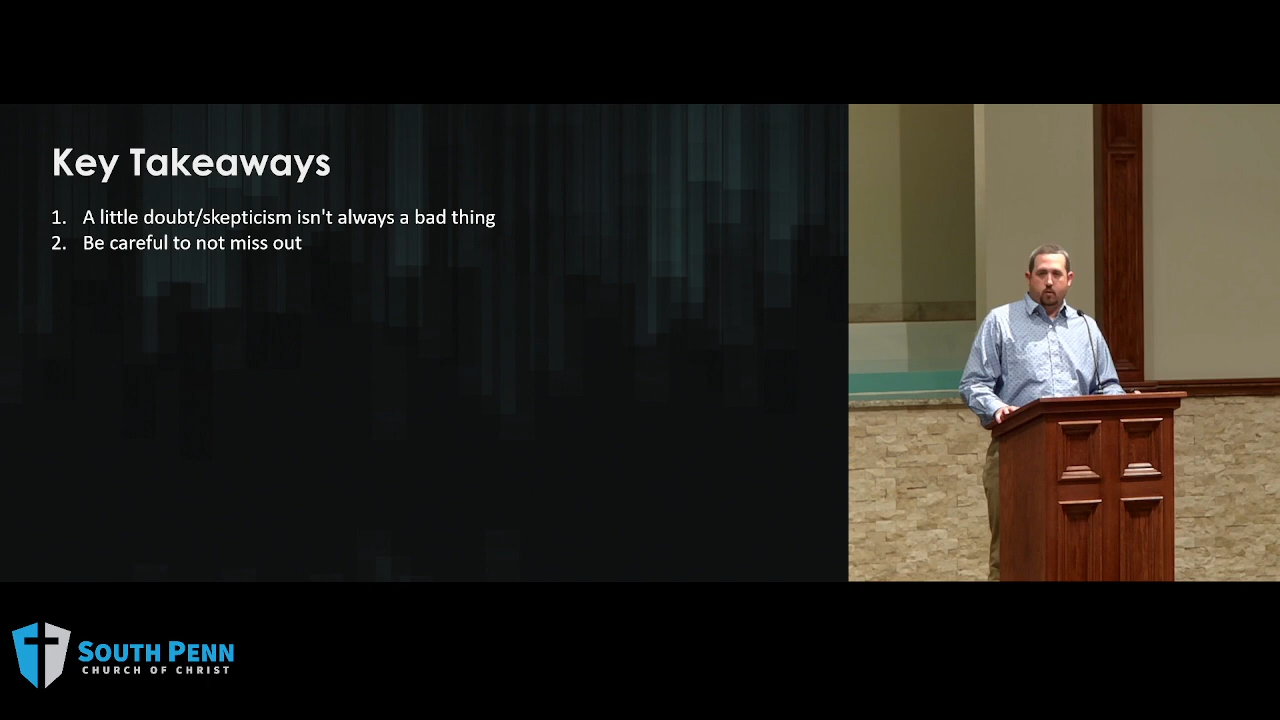 Key Takeaways
1. A little doubt/skepticism isn't always a bad thing
2. Be careful to not miss out
SOUTH PENN
CHURCH OF CHRIST